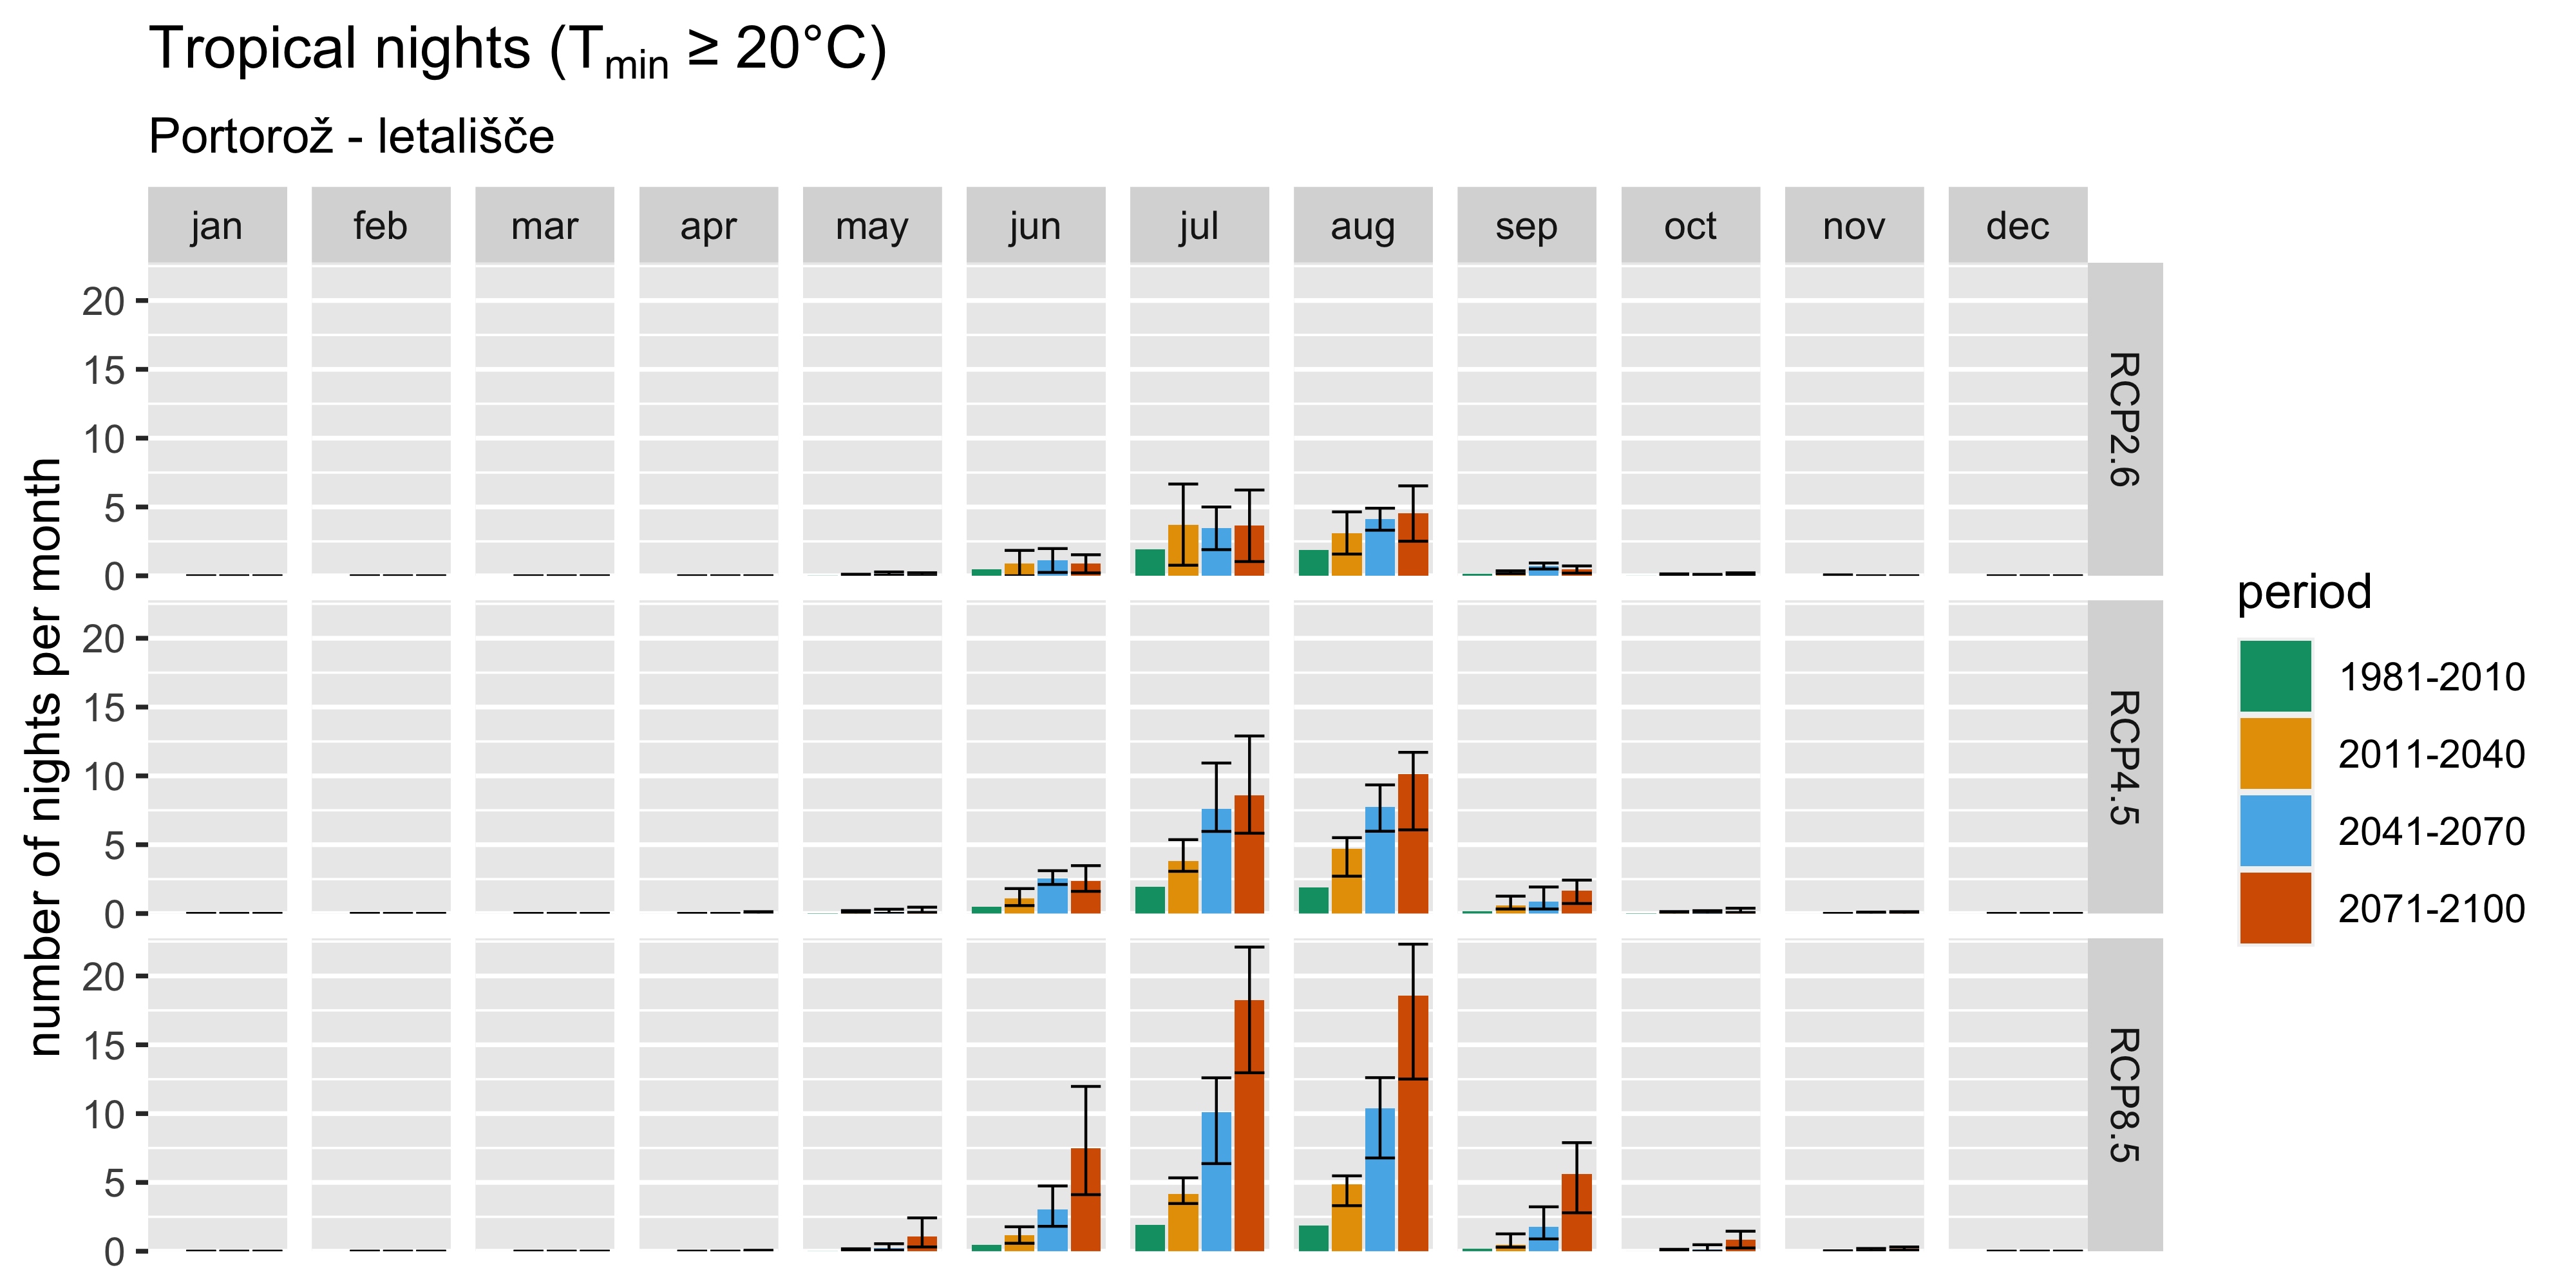 Tropical nights (Tmin ≥ 20°C)
Portorož - letališče
jan feb mar apr may jun jul aug sep oct nov dec
number of nights per month
20
15
10
5
0
RCP2.6
20
15
10
5
0
RCP4.5
20
15
10
5
0
RCP8.5
period
1981-2010
2011-2040
2041-2070
2071-2100